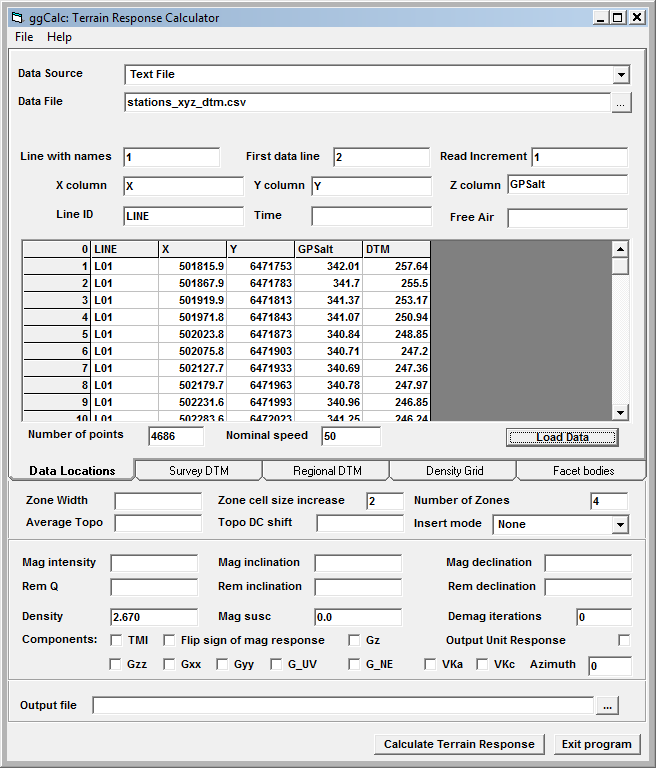 ggCalc: Terrain Response Calculator
File Help
Data Source Text File
Data File stations_xyz_dtm.csv ...
Line with names 1 First data line 2 Read Increment 1
X column X Y column Y Z column GPSalt
Line ID LINE Time Free Air
0 LINE X Y GPSalt DTM
1 L01 501815.9 6471753 342.01 257.64
2 L01 501867.9 6471783 341.7 255.5
3 L01 501919.9 6471813 341.37 253.17
4 L01 501971.8 6471843 341.07 250.94
5 L01 502023.8 6471873 340.84 248.85
6 L01 502075.8 6471903 340.71 247.2
7 L01 502127.7 6471933 340.69 247.36
8 L01 502179.7 6471963 340.78 247.97
9 L01 502231.6 6471993 340.96 246.85
10 L01 502283.6 6472023 341.25 246.24
Number of points 4686 Nominal speed 50 Load Data
Data Locations Survey DTM Regional DTM Density Grid Facet bodies
Zone Width Zone cell size increase 2 Number of Zones 4
Average Topo Topo DC shift Insert mode None
Mag intensity Mag inclination Mag declination
Rem Q Rem inclination Rem declination
Density 2.670 Mag susc 0.0 Demag iterations 0
Components: TMI Flip sign of mag response Gz Output Unit Response
Gzz Gxx Gyy G_UV G_NE VKa VKc Azimuth 0
Output file ...
Calculate Terrain Response Exit program